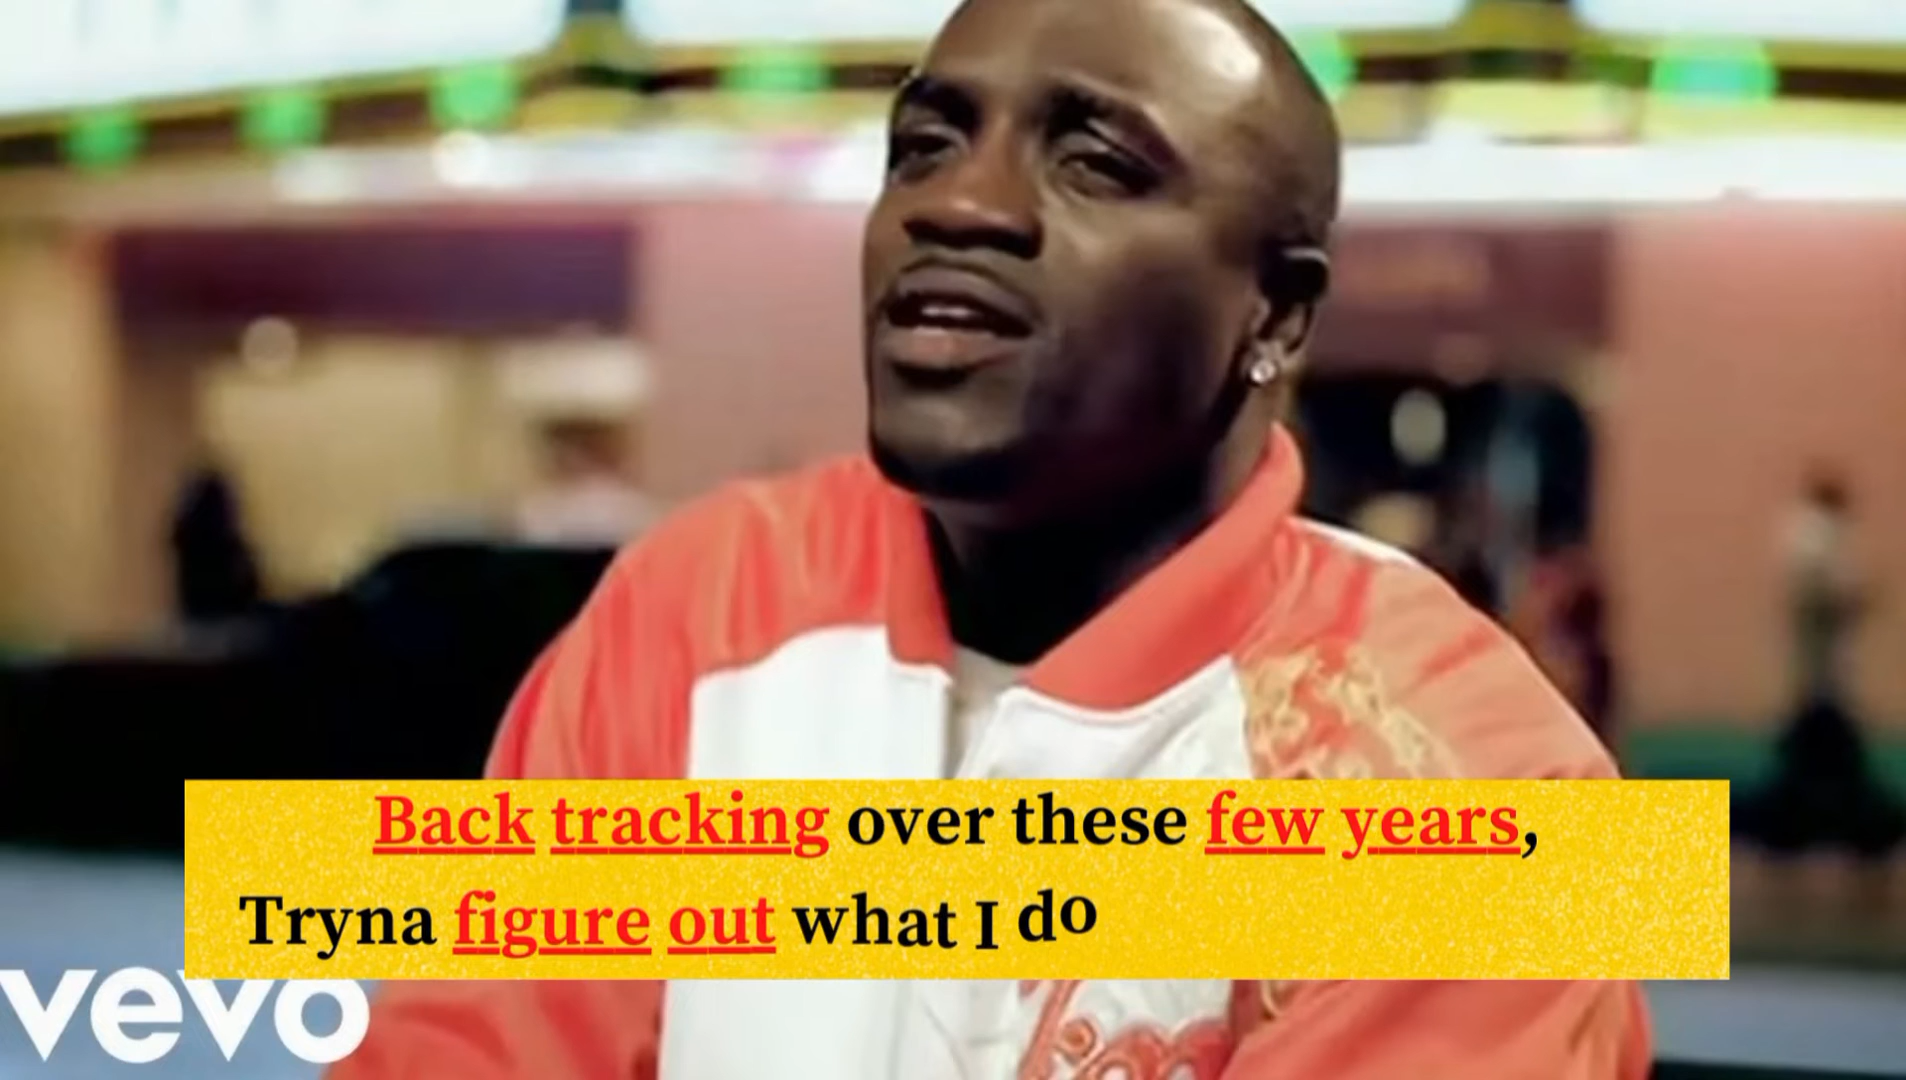 Back tracking over these few years,
Tryna figure out what I do
vevo